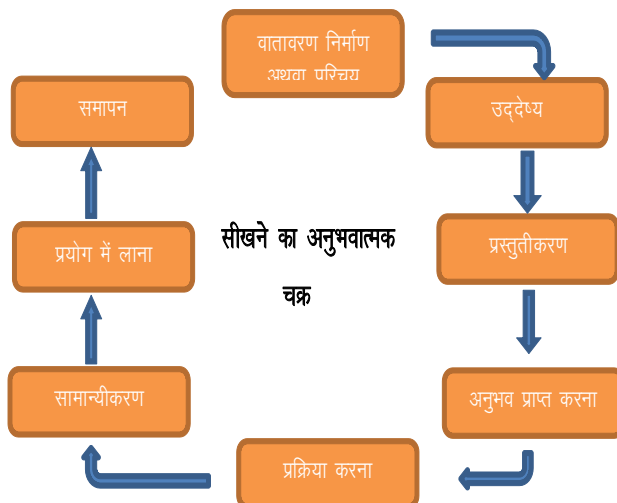 वातावरण निर्माण
अथवा परिचय
उद्देष्य
प्रस्तुतीकरण
अनुभव प्राप्त करना
प्रक्रिया करना
सामान्यीकरण
प्रयोग में लाना
समापन
सीखने का अनुभवात्मक
चक्र